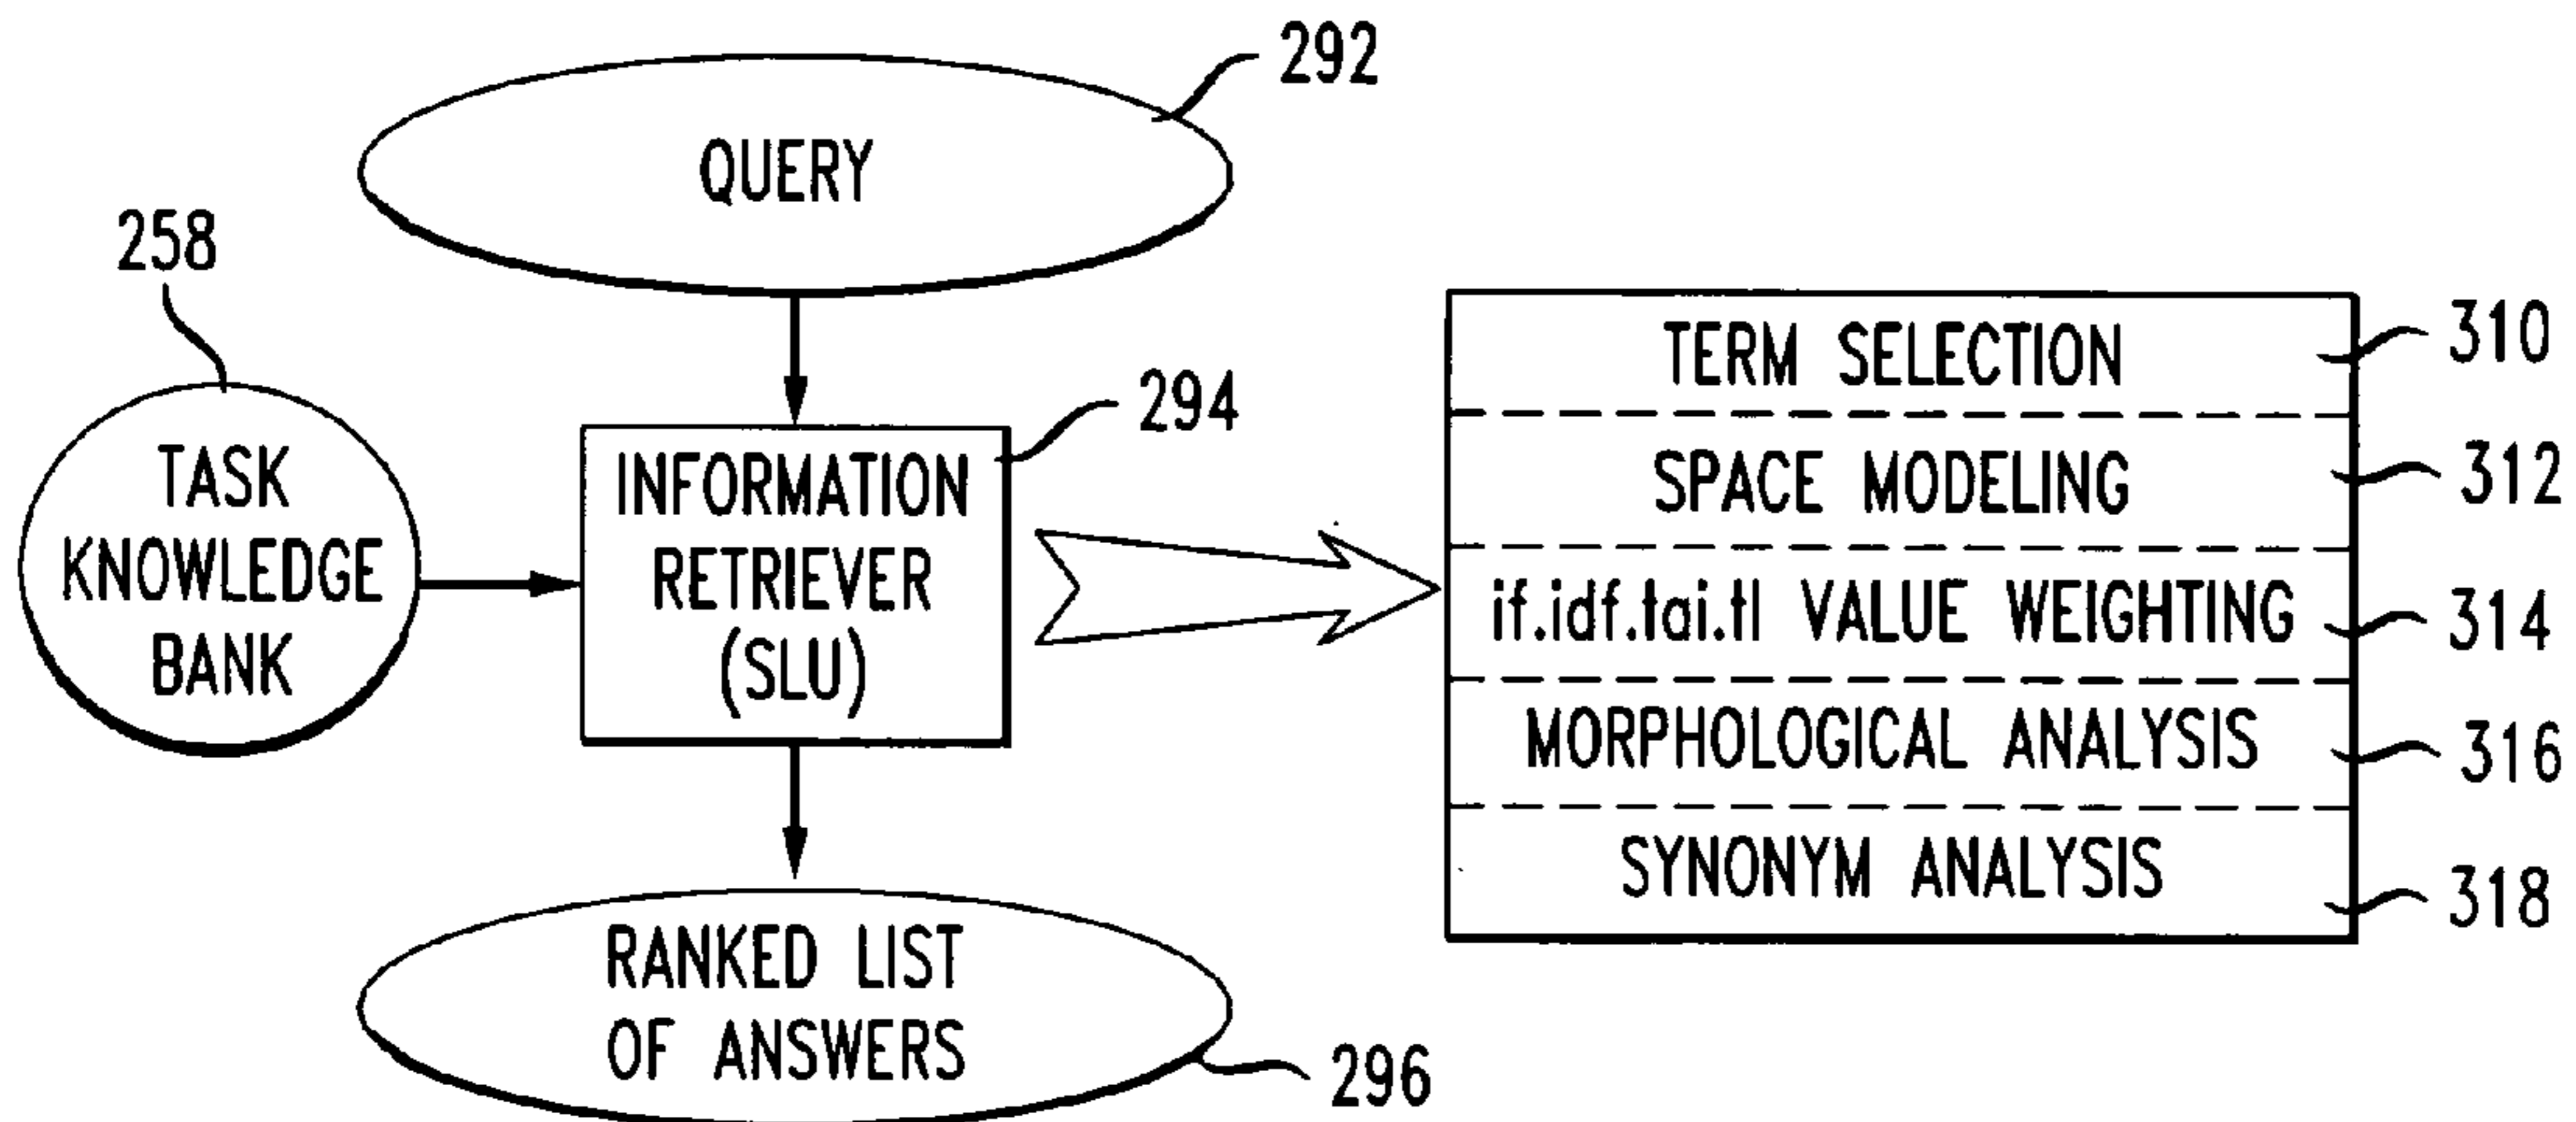 292
QUERY
258
TASK
KNOWLEDGE
BANK
294
INFORMATION
RETRIEVER
(SLU)
RANKED LIST
OF ANSWERS
296
TERM SELECTION
310
SPACE MODELING
312
if.idf.tai.tl VALUE WEIGHTING
314
MORPHOLOGICAL ANALYSIS
316
SYNONYM ANALYSIS
318